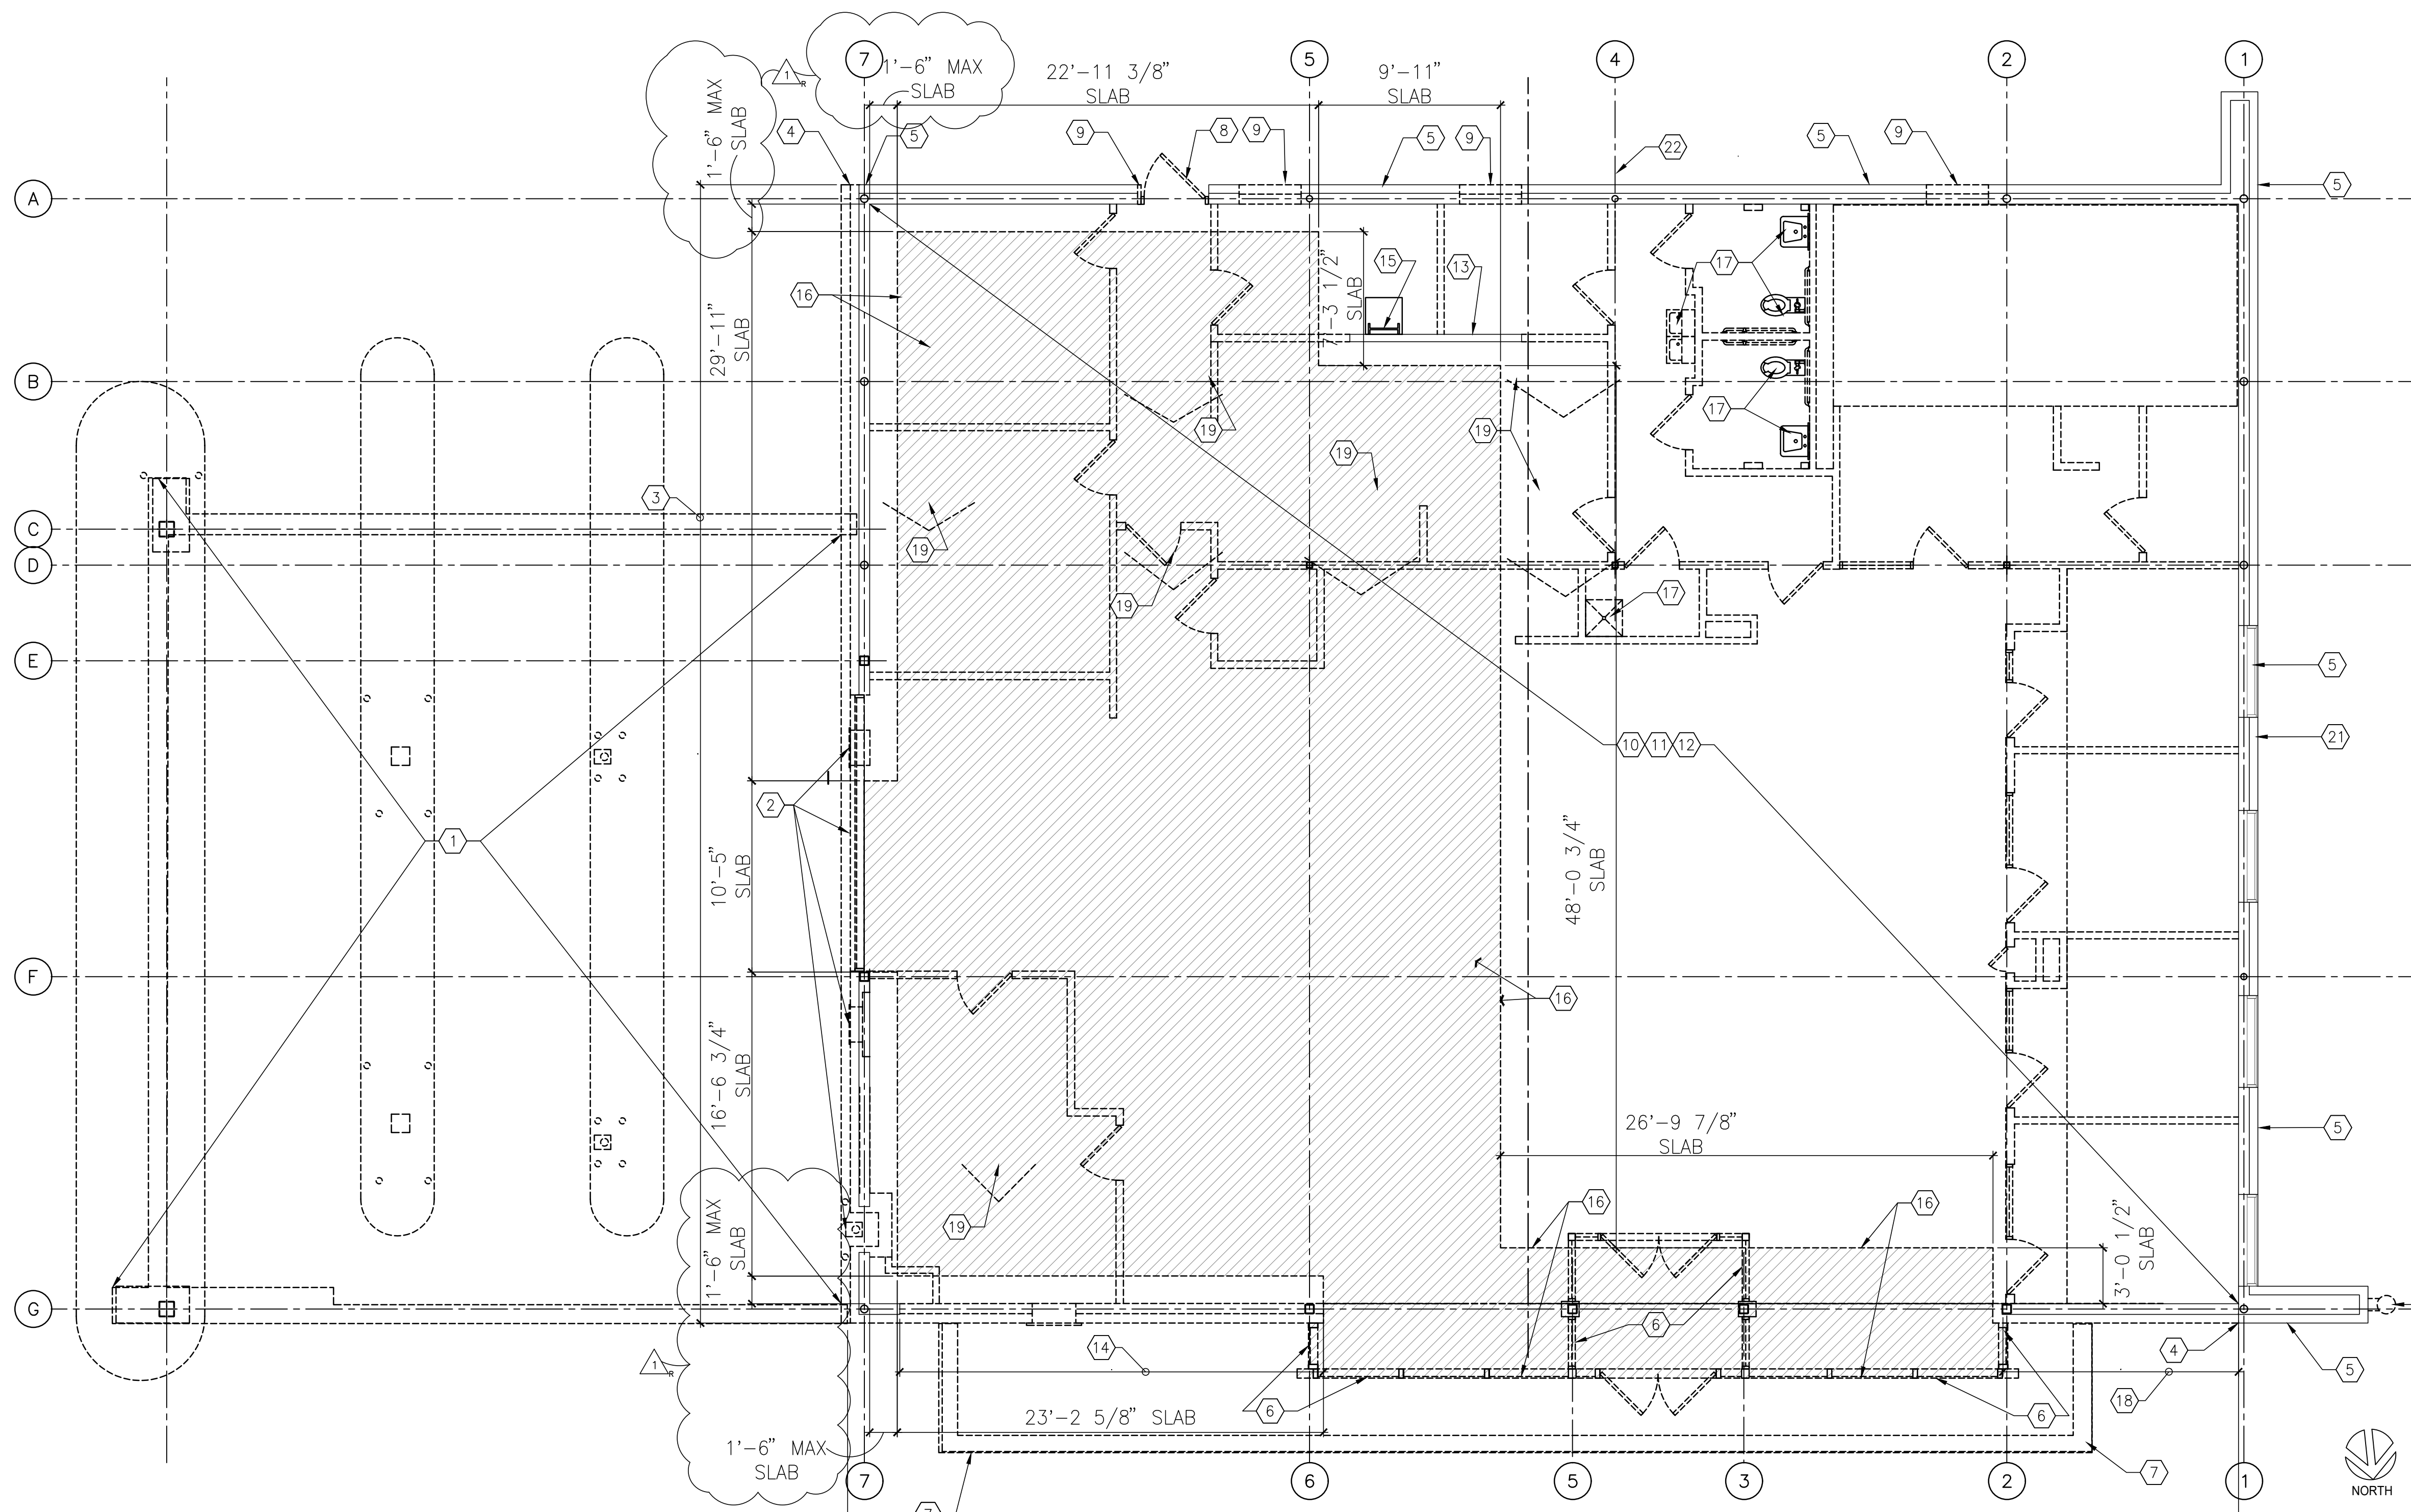 7
5
4
2
1
1'-6" MAX
SLAB
1
R
22'-11 3/8"
SLAB
9'-11"
SLAB
1'-6" MAX
SLAB
4
5
9
8
9
5
9
22
5
9
5
A
B
C
D
E
F
G
16
29'-11"
SLAB
7'-3 1/2"
SLAB
15
13
17
17
19
19
19
19
19
3
17
5
21
10
11
12
2
1
10'-5"
SLAB
48'-0 3/4"
SLAB
16
16'-6 3/4"
SLAB
26'-9 7/8"
SLAB
5
19
16
16
1'-6" MAX
SLAB
3'-0 1/2"
SLAB
6
14
4
5
1
R
23'-2 5/8" SLAB
6
6
18
1'-6" MAX
SLAB
7
7
7
6
5
3
2
1
NORTH